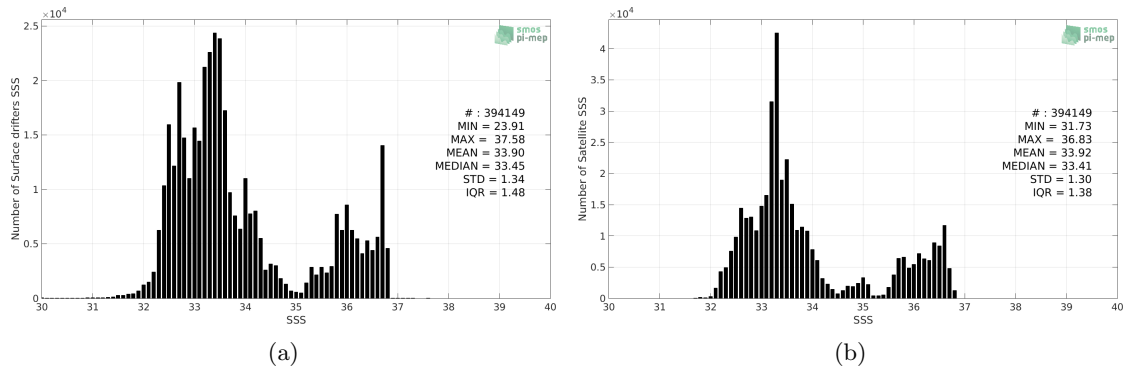 ×10⁴
2.5
2
1.5
1
0.5
0
30 31 32 33 34 35 36 37 38 39 40
SSS
Number of Surface drifters SSS
smos
pi-mep
# : 394149
MIN = 23.91
MAX = 37.58
MEAN = 33.90
MEDIAN = 33.45
STD = 1.34
IQR = 1.48
(a)
×10⁴
4
3.5
3
2.5
2
1.5
1
0.5
0
30 31 32 33 34 35 36 37 38 39 40
SSS
Number of Satellite SSS
smos
pi-mep
# : 394149
MIN = 31.73
MAX = 36.83
MEAN = 33.92
MEDIAN = 33.41
STD = 1.30
IQR = 1.38
(b)